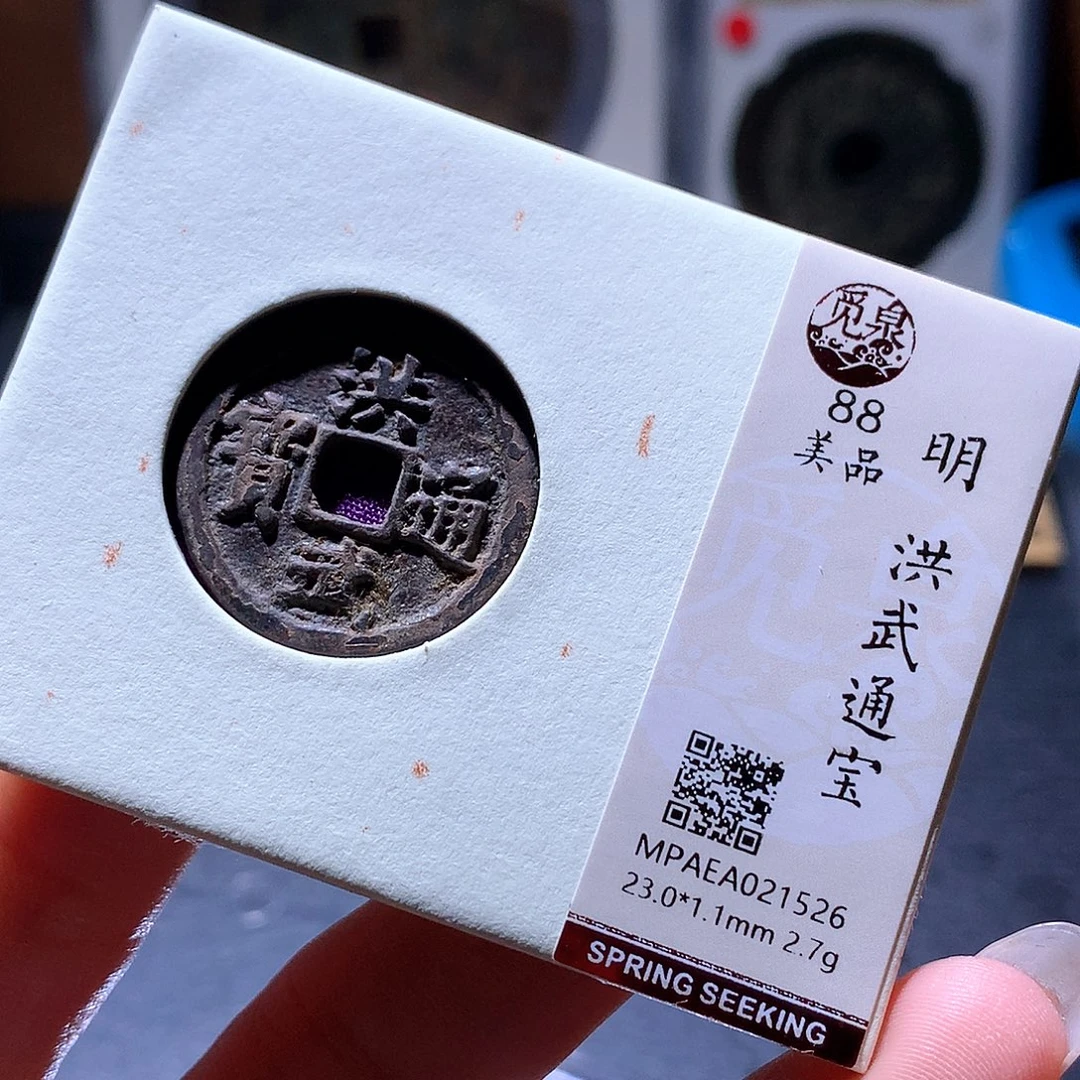 洪武通寶
覓泉
88
美品
明
洪武通宝
MPAEA021526
23.0*1.1mm 2.7g
SPRING SEEKING